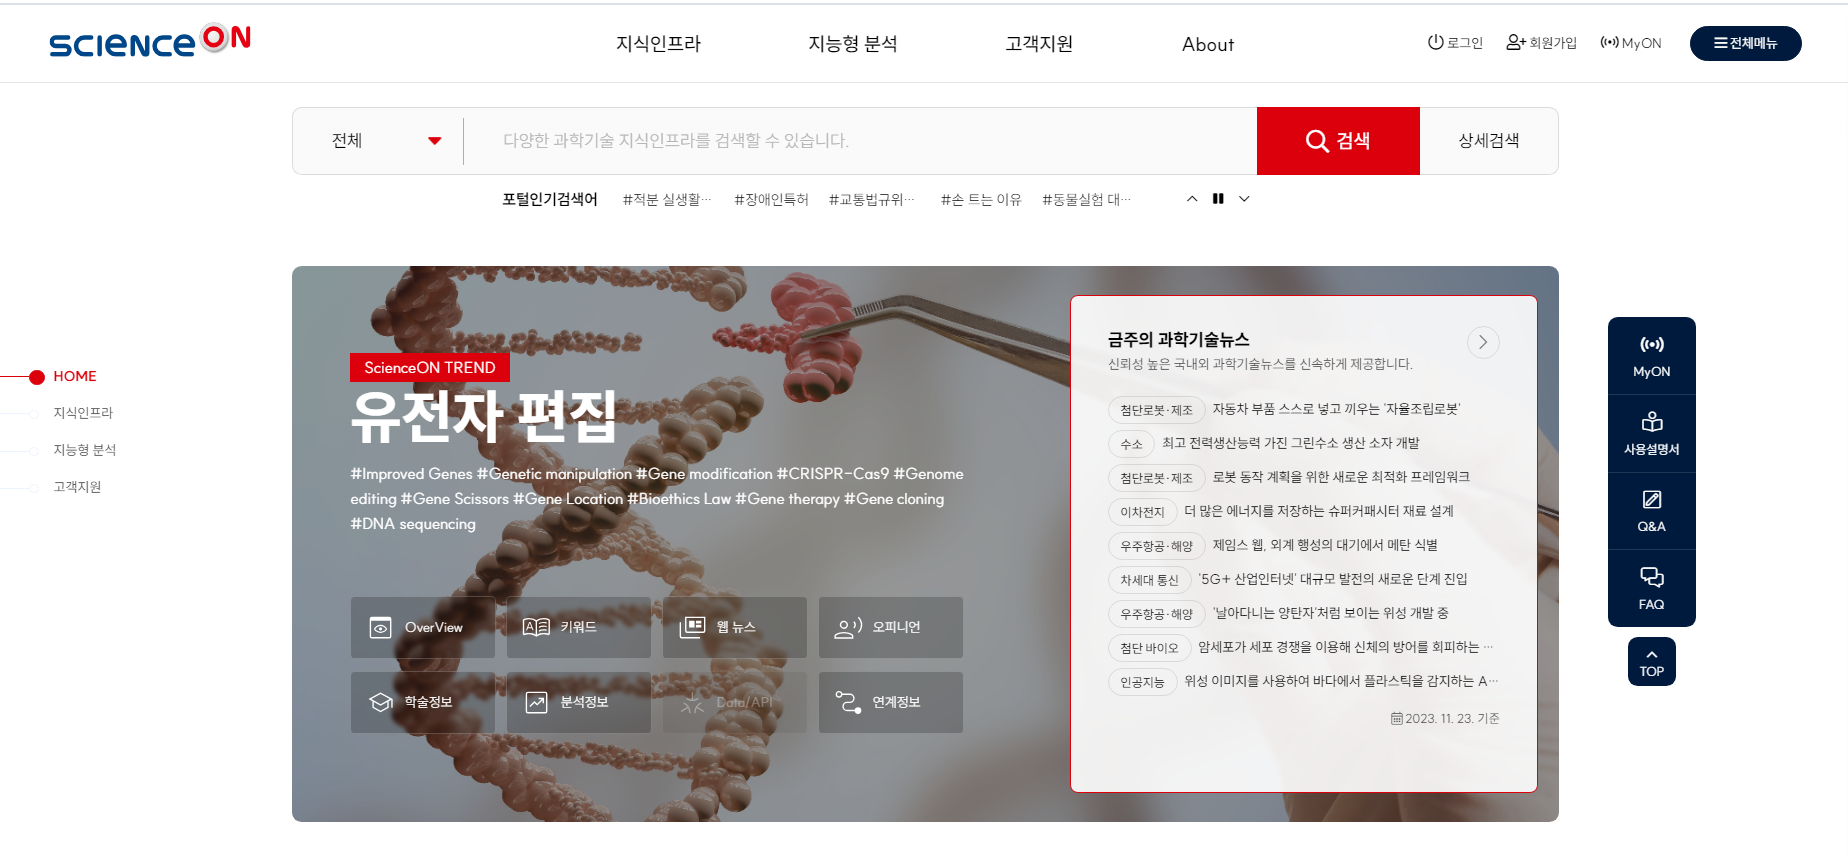 scienceON
지식인프라
지능형 분석
고객지원
About
로그인
회원가입
MyON
전체메뉴
전체
다양한 과학기술 지식인프라를 검색할 수 있습니다.
검색
상세검색
포털인기검색어
#적분 실생활…
#장애인특허
#교통법규위…
#손 트는 이유
#동물실험 대…
HOME
지식인프라
지능형 분석
고객지원
ScienceON TREND
유전자 편집
#Improved Genes #Genetic manipulation #Gene modification #CRISPR-Cas9 #Genome
editing #Gene Scissors #Gene Location #Bioethics Law #Gene therapy #Gene cloning
#DNA sequencing
OverView
키워드
웹 뉴스
오피니언
학술정보
분석정보
Data/API
연계정보
금주의 과학기술뉴스
신뢰성 높은 국내외 과학기술뉴스를 신속하게 제공합니다.
첨단로봇·제조 자동차 부품 스스로 넣고 끼우는 '자율조립로봇'
수소 최고 전력생산능력 가진 그린수소 생산 소자 개발
첨단로봇·제조 로봇 동작 계획을 위한 새로운 최적화 프레임워크
이차전지 더 많은 에너지를 저장하는 슈퍼커패시터 재료 설계
우주항공·해양 제임스 웹, 외계 행성의 대기에서 메탄 식별
차세대 통신 '5G+ 산업인터넷' 대규모 발전의 새로운 단계 진입
우주항공·해양 '날아다니는 양탄자'처럼 보이는 위성 개발 중
첨단 바이오 암세포가 세포 경쟁을 이용해 신체의 방어를 회피하는 …
인공지능 위성 이미지를 사용하여 바다에서 플라스틱을 감지하는 A…
2023. 11. 23. 기준
MyON
사용설명서
Q&A
FAQ
TOP